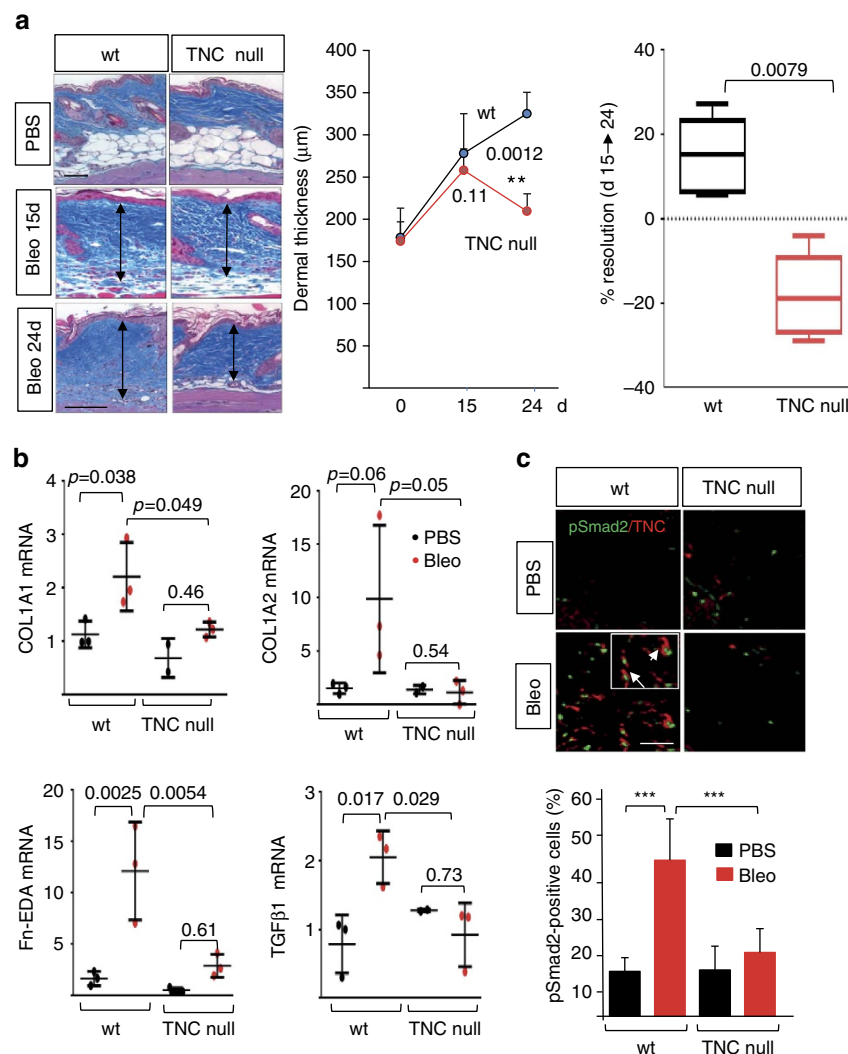 a
wt
TNC null
PBS
Bleo 15d
Bleo 24d
Dermal thickness (μm)
400
350
300
250
200
150
100
50
wt
0.0012
**
0.11
TNC null
0
15
24
d
% resolution (d 15→24)
40
20
0
−20
−40
0.0079
wt
TNC null
b
COL1A1 mRNA
4
3
2
1
p=0.038
p=0.049
0.46
wt
TNC null
COL1A2 mRNA
20
15
10
5
p=0.06
p=0.05
PBS
Bleo
0.54
wt
TNC null
Fn-EDA mRNA
20
15
10
5
0.0025
0.0054
0.61
wt
TNC null
TGFβ1 mRNA
3
2
1
0
0.017
0.029
0.73
wt
TNC null
c
wt
TNC null
PBS
Bleo
pSmad2/TNC
pSmad2-positive cells (%)
60
50
40
30
20
10
***
***
PBS
Bleo
wt
TNC null